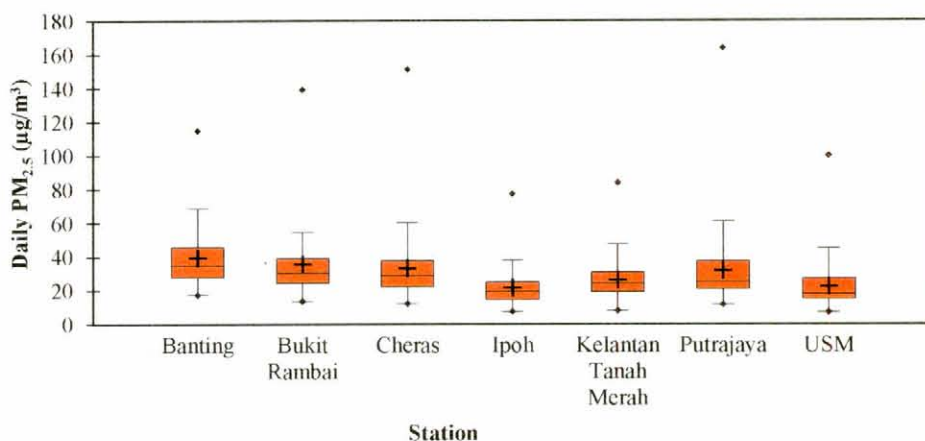 180
160
140
120
100
80
60
40
20
0
Daily PM2.5 (µg/m³)
Banting
Bukit Rambai
Cheras
Ipoh
Kelantan Tanah Merah
Putrajaya
USM
Station